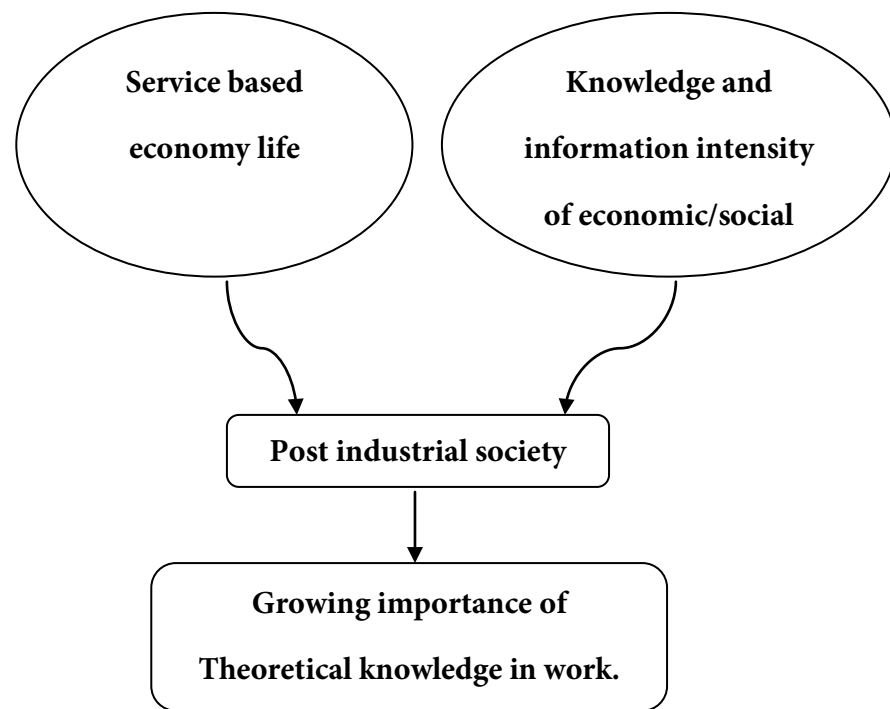 Service based
economy life
Knowledge and
information intensity
of economic/social
Post industrial society
Growing importance of
Theoretical knowledge in work.